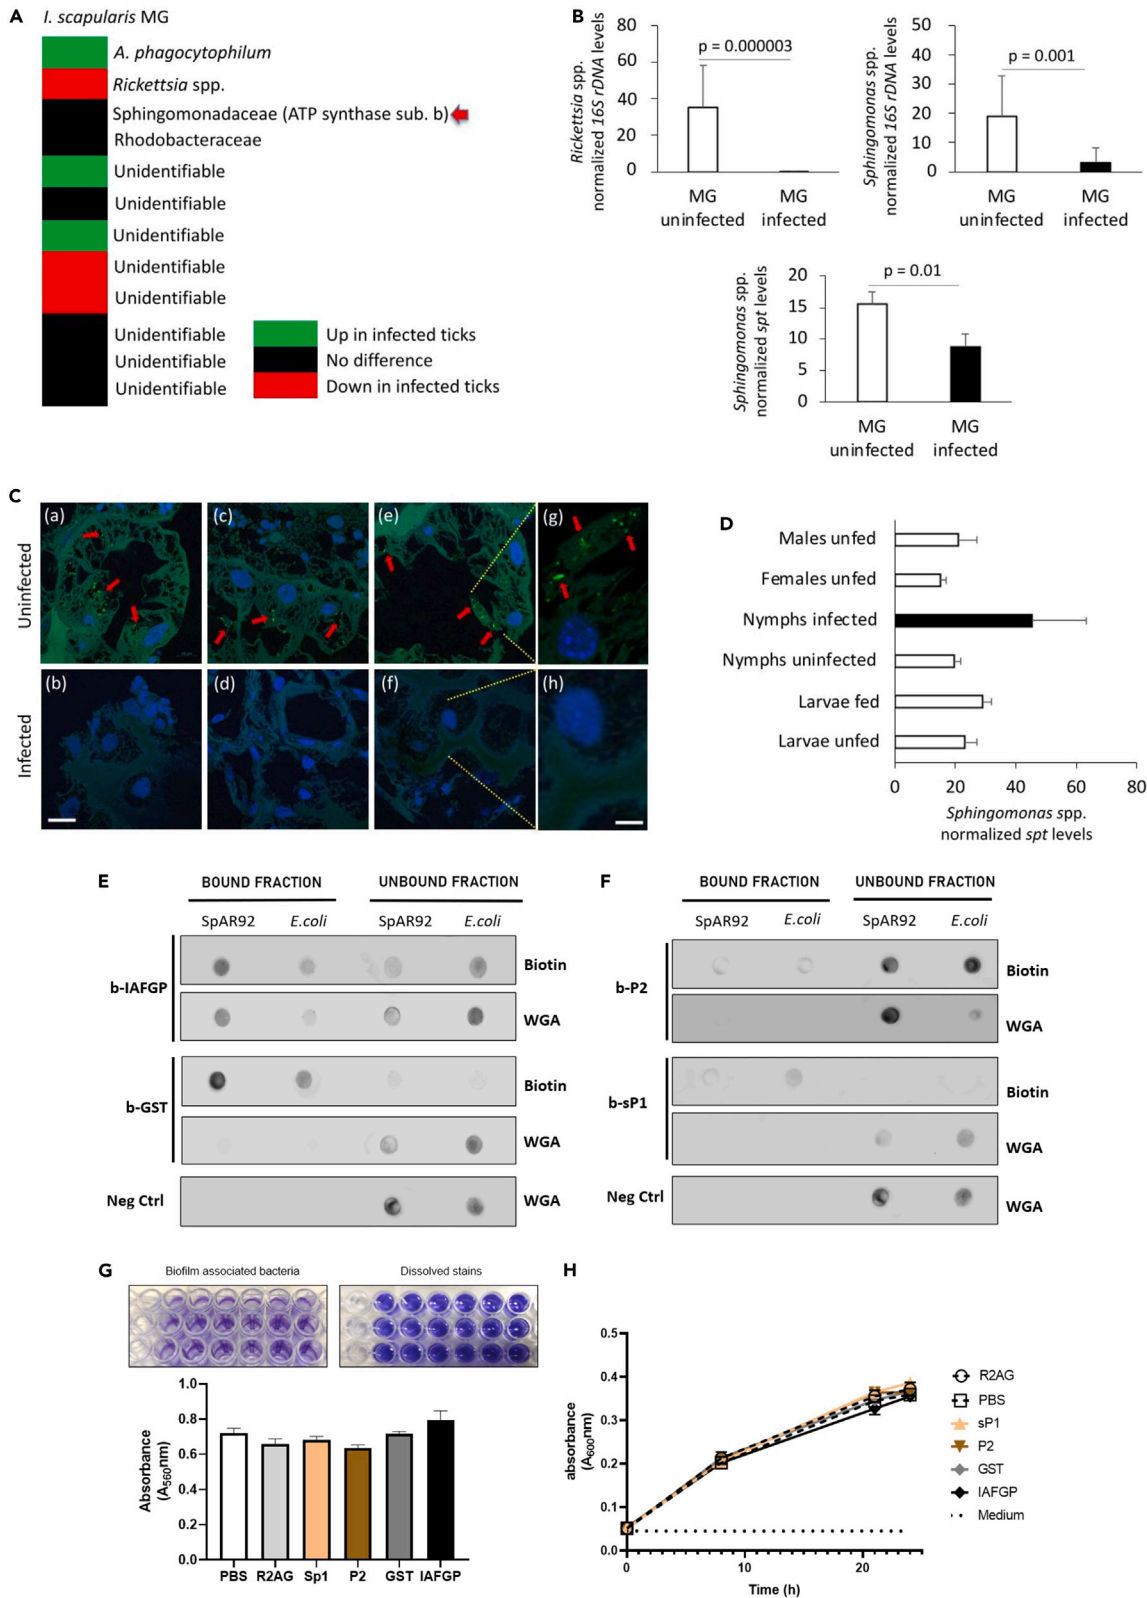 A
I. scapularis MG
A. phagocytophilum
Rickettsia spp.
Sphingomonadaceae (ATP synthase sub. b)
Rhodobacteraceae
Unidentifiable
Unidentifiable
Unidentifiable
Unidentifiable
Unidentifiable
Unidentifiable
Unidentifiable
Unidentifiable
Up in infected ticks
No difference
Down in infected ticks
B
Rickettsia spp.
normalized 16S rDNA levels
80
60
40
20
0
p = 0.000003
MG
uninfected
MG
infected
Sphingomonas spp.
normalized 16S rDNA levels
50
40
30
20
10
0
p = 0.001
MG
uninfected
MG
infected
Sphingomonas spp.
normalized spt levels
20
15
10
5
0
p = 0.01
MG
uninfected
MG
infected
C
Uninfected
(a)
(c)
(e)
(g)
Infected
(b)
(d)
(f)
(h)
D
Males unfed
Females unfed
Nymphs infected
Nymphs uninfected
Larvae fed
Larvae unfed
0 20 40 60 80
Sphingomonas spp.
normalized spt levels
E
BOUND FRACTION UNBOUND FRACTION
SpAR92 E.coli SpAR92 E.coli
b-IAFGP
Biotin
WGA
b-GST
Biotin
WGA
Neg Ctrl
WGA
F
BOUND FRACTION UNBOUND FRACTION
SpAR92 E.coli SpAR92 E.coli
b-P2
Biotin
WGA
b-sP1
Biotin
WGA
Neg Ctrl
WGA
G
Biofilm associated bacteria
Dissolved stains
Absorbance
(A560nm)
1.0
0.8
0.6
0.4
0.2
0.0
PBS R2AG Sp1 P2 GST IAFGP
H
absorbance
(A600nm)
0.5
0.4
0.3
0.2
0.1
0.0
0 10 20
Time (h)
R2AG
PBS
sP1
P2
GST
IAFGP
Medium